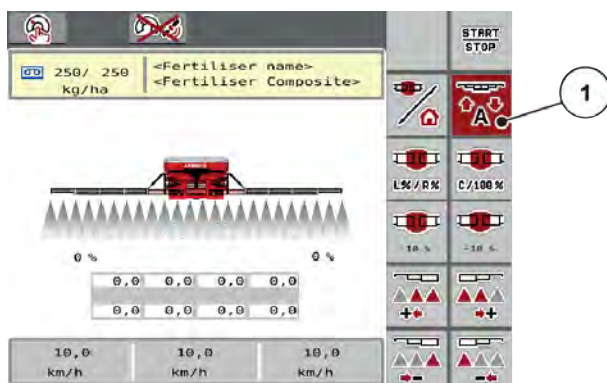 START
STOP
250/ 250
kg/ha
<Fertiliser name>
<Fertiliser Composite>
1
A
L%/R%
C/100%
-10 %
0 %
0 %
0,0 0,0 0,0 0,0
0,0 0,0 0,0 0,0
10,0
10,0
10,0
km/h
km/h
km/h